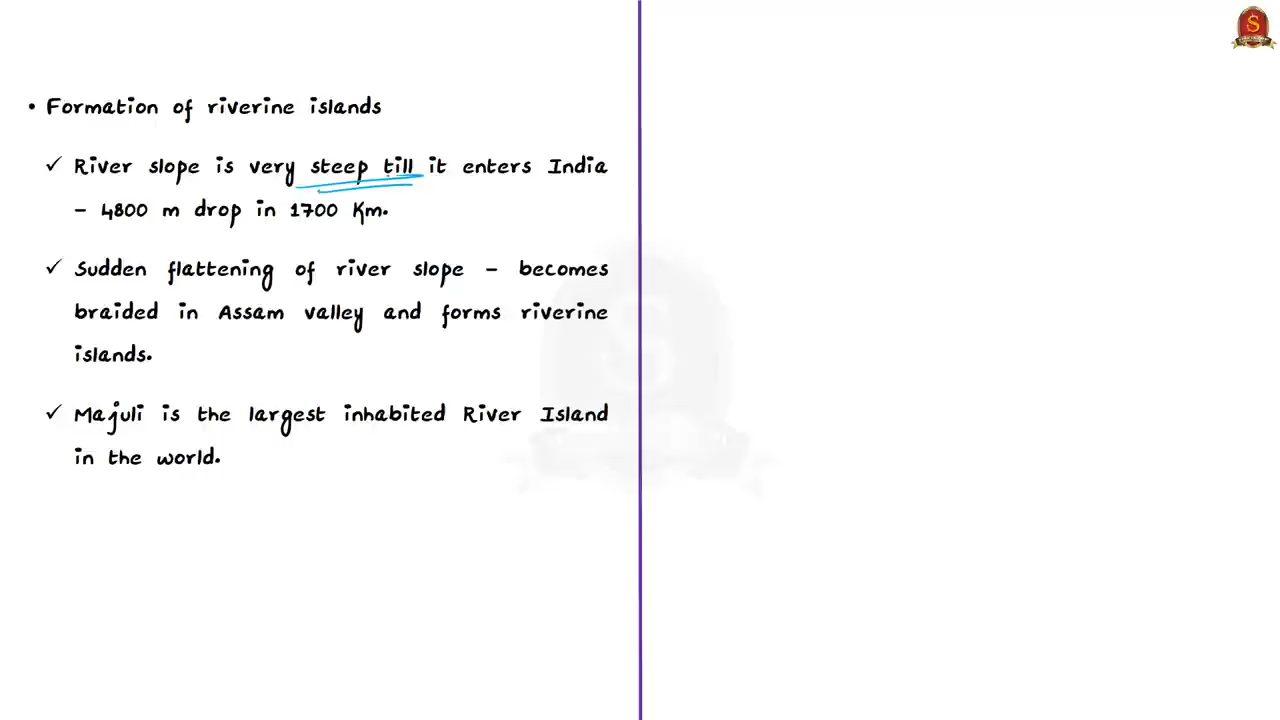 • Formation of riverine islands
✓ River slope is very steep till it enters India
– 4800 m drop in 1700 Km.
✓ Sudden flattening of river slope – becomes
braided in Assam valley and forms riverine
islands.
✓ Majuli is the largest inhabited River Island
in the world.
S